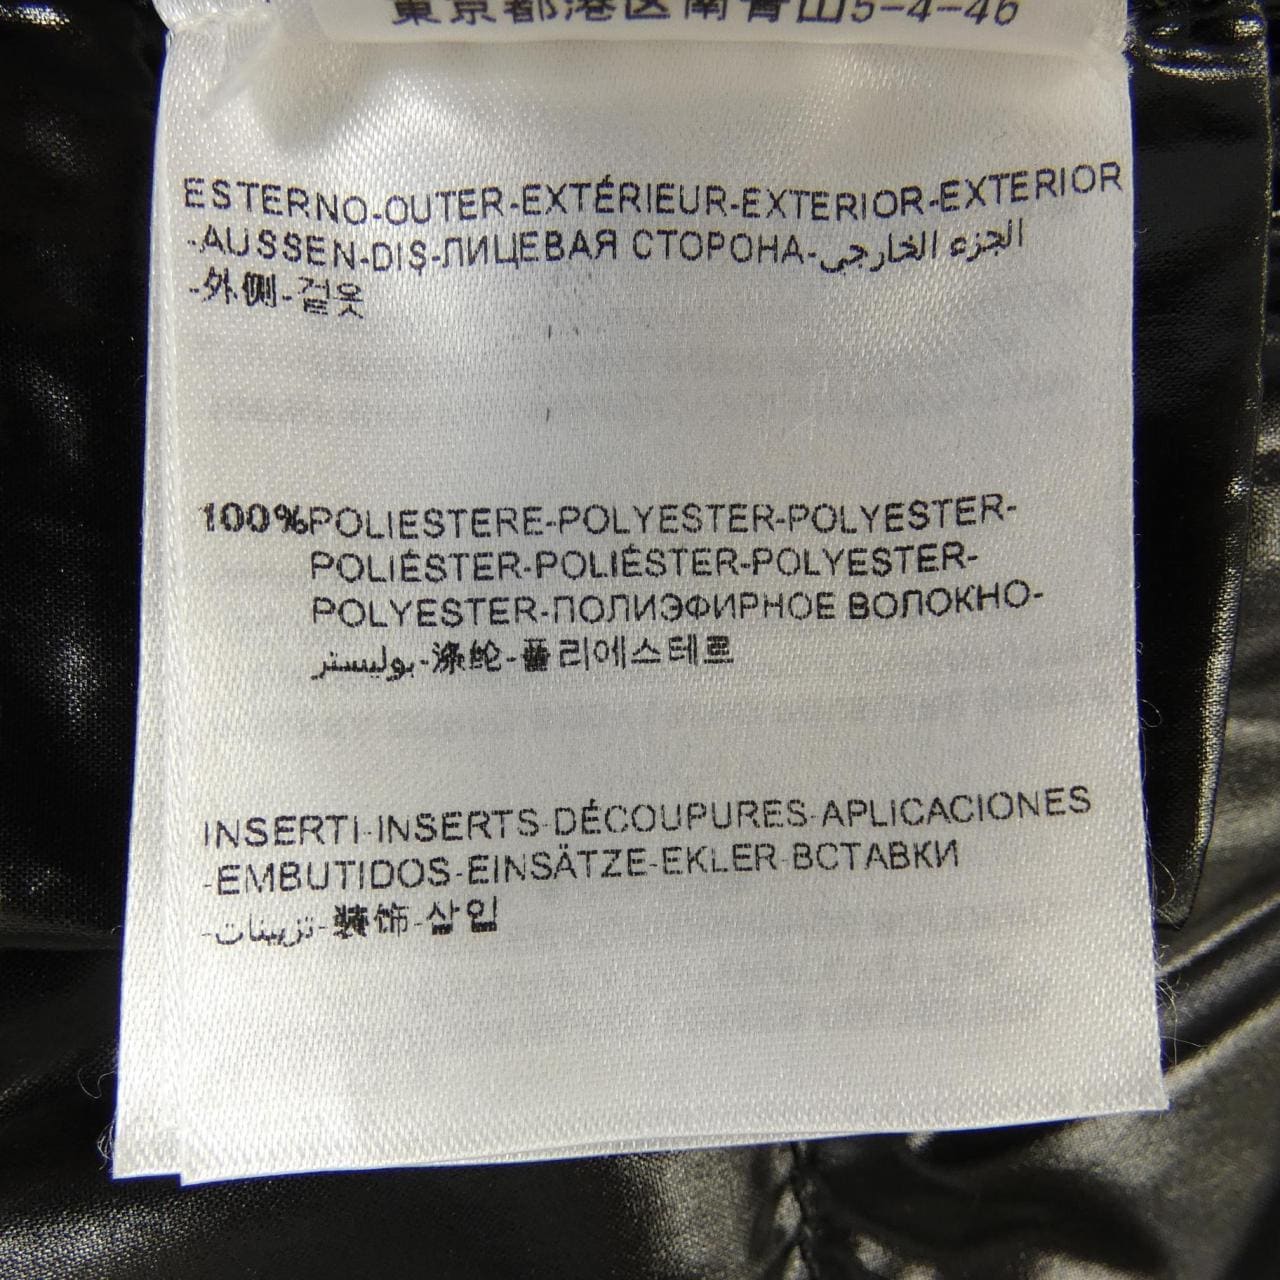 東京都港区南青山5-4-46
ESTERNO-OUTER-EXTÉRIEUR-EXTERIOR-EXTERIOR
-AUSSEN-DIŞ-ЛИЦЕВАЯ СТОРОНА-الجزء الخارجي
-外侧-겉옷
100%POLIESTERE-POLYESTER-POLYESTER-
POLIÉSTER-POLIÉSTER-POLYESTER-
POLYESTER-ПОЛИЭФИРНОЕ ВОЛОКНО-
بوليستر-涤纶-폴리에스테르
INSERTI-INSERTS-DÉCOUPURES-APLICACIONES
-EMBUTIDOS-EINSÄTZE-EKLER-ВСТАВКИ
-تزيينات-装饰-삽입